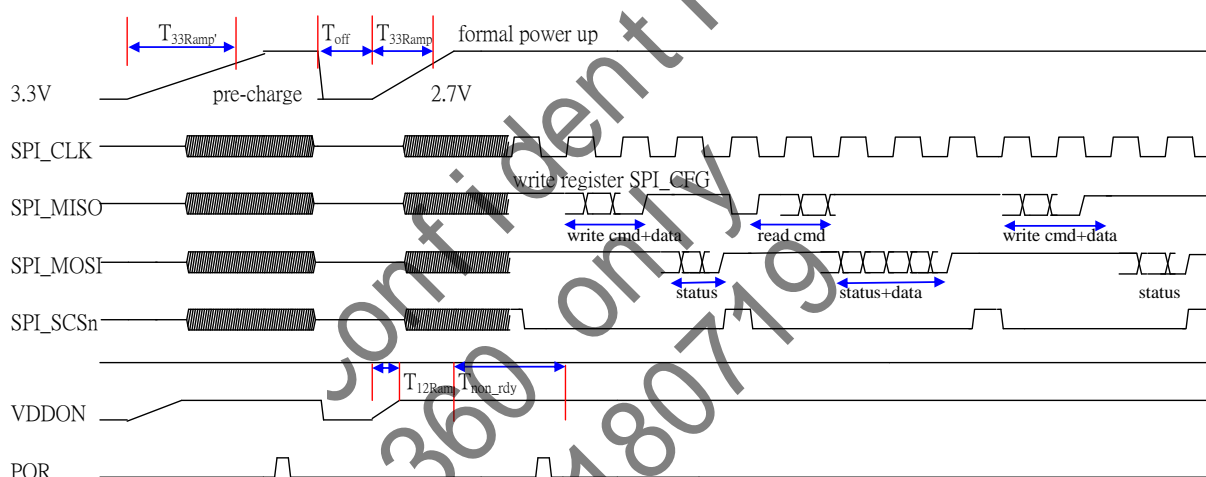 T33Ramp' Toff T33Ramp formal power up
3.3V pre-charge 2.7V
SPI_CLK
write register SPI_CFG
SPI_MISO
write cmd+data read cmd write cmd+data
SPI_MOSI
status status+data status
SPI_SCSn
T12Ram Tnon_rdy
VDDON
POR
confident
360 only
180719